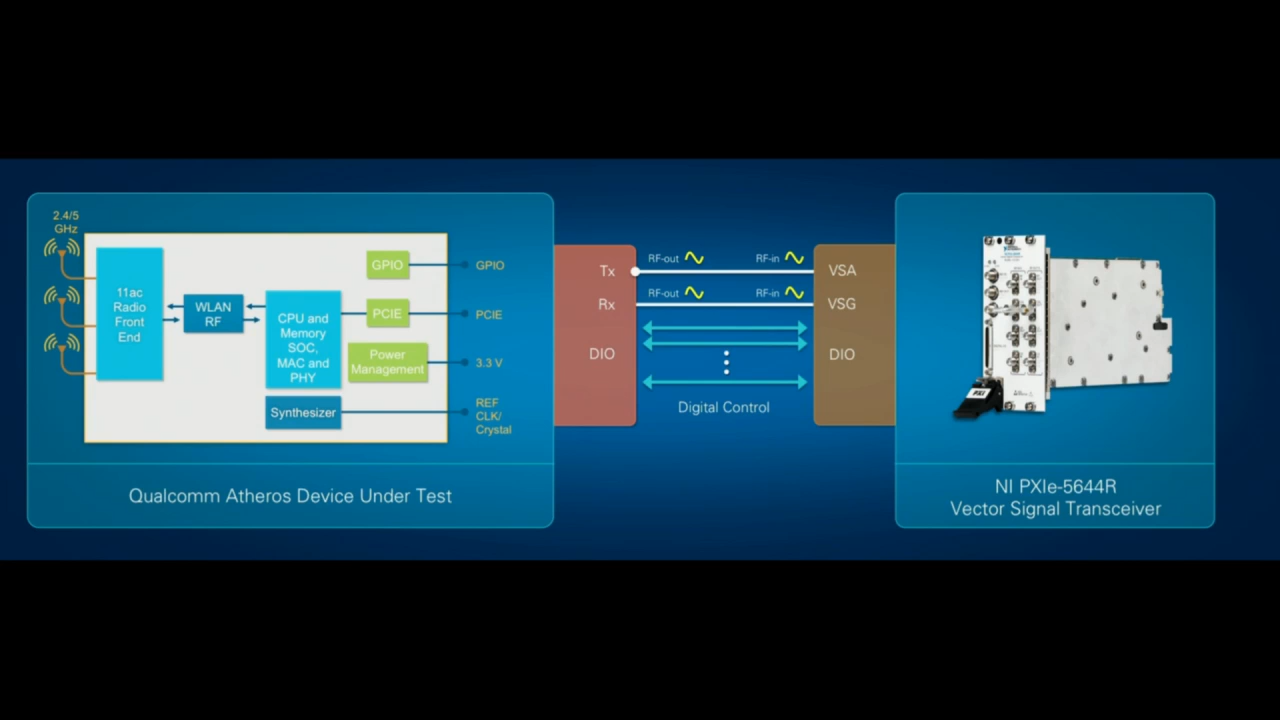 2.4/5
GHz
11ac
Radio
Front
End
WLAN
RF
CPU and
Memory
SOC,
MAC and
PHY
Synthesizer
GPIO
PCIE
Power
Management
GPIO
PCIE
3.3 V
REF
CLK/
Crystal
Qualcomm Atheros Device Under Test
Tx
Rx
DIO
RF-out
RF-in
RF-out
RF-in
Digital Control
VSA
VSG
DIO
PXI
NI PXIe-5644R
Vector Signal Transceiver